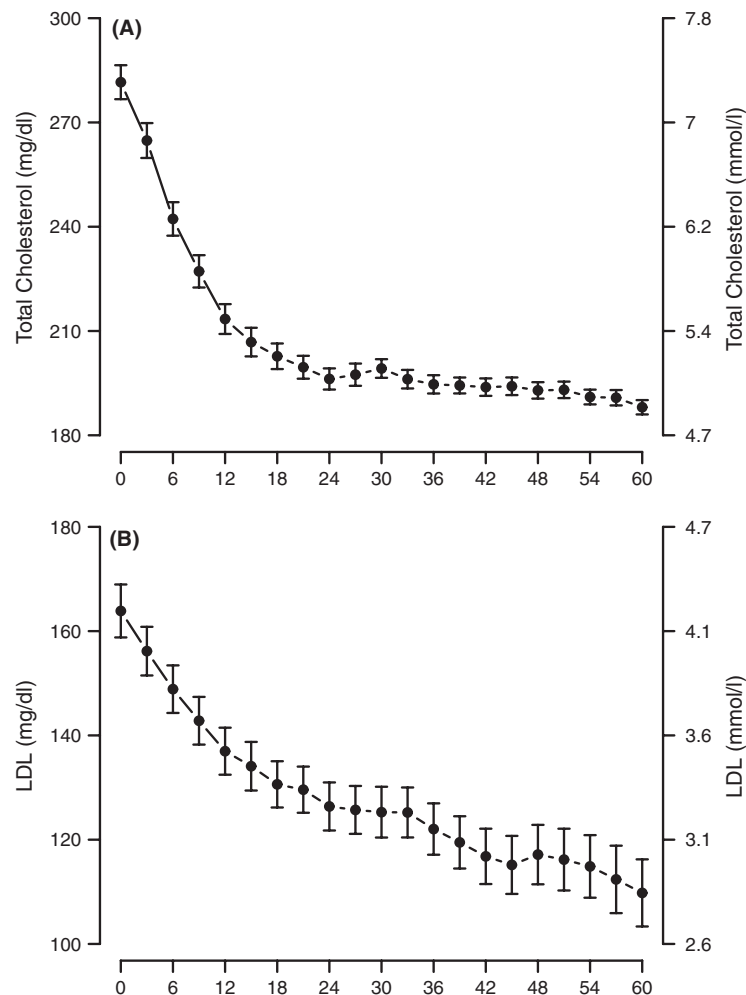 (A)
Total Cholesterol (mg/dl)
300
270
240
210
180
Total Cholesterol (mmol/l)
7.8
7
6.2
5.4
4.7
0 6 12 18 24 30 36 42 48 54 60
(B)
LDL (mg/dl)
180
160
140
120
100
LDL (mmol/l)
4.7
4.1
3.6
3.1
2.6
0 6 12 18 24 30 36 42 48 54 60